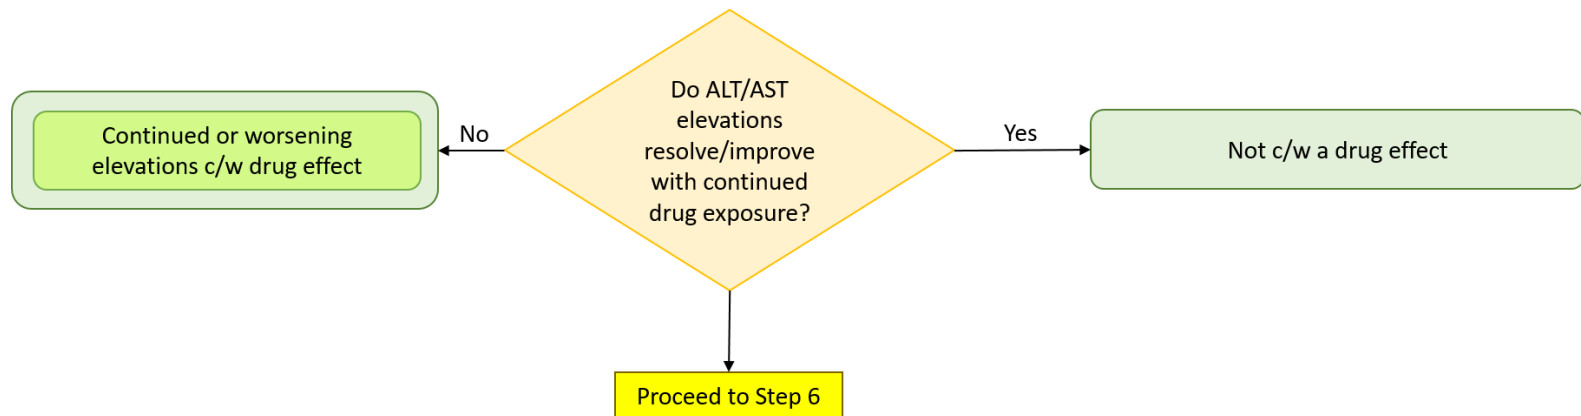 Do ALT/AST
elevations
resolve/improve
with continued
drug exposure?
No
Continued or worsening
elevations c/w drug effect
Yes
Not c/w a drug effect
Proceed to Step 6